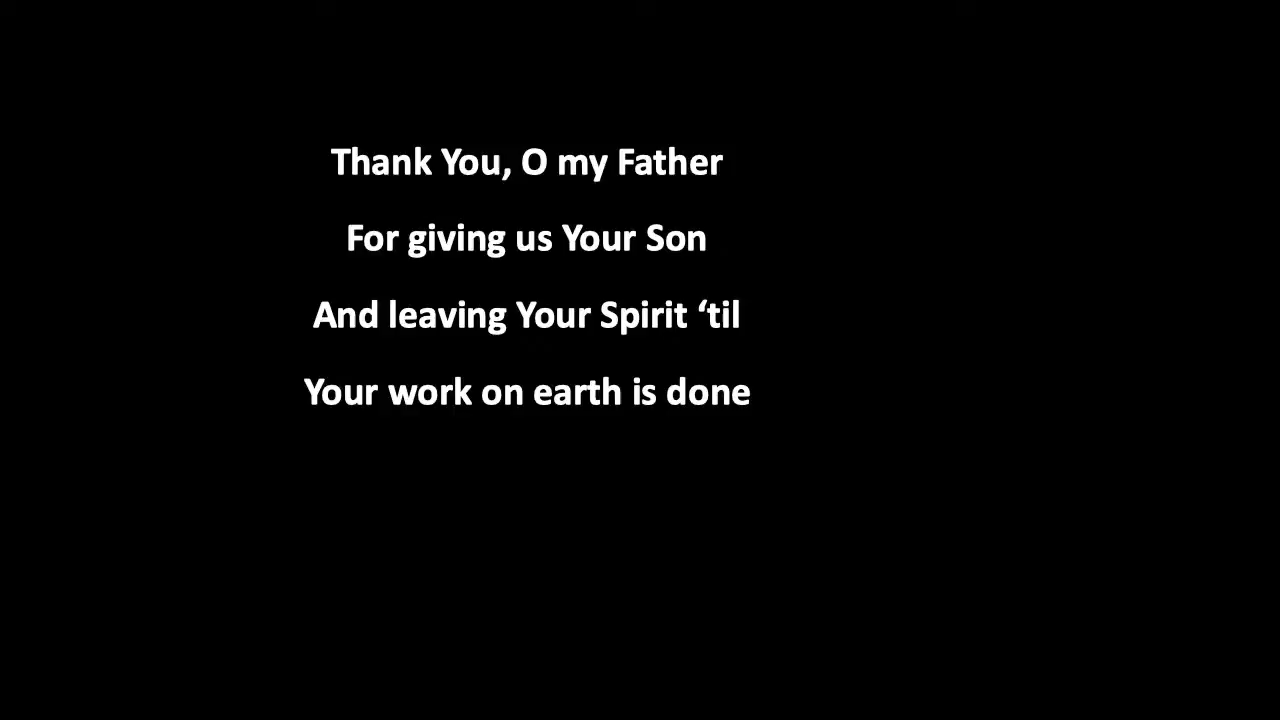 Thank You, O my Father
For giving us Your Son
And leaving Your Spirit ‘til
Your work on earth is done